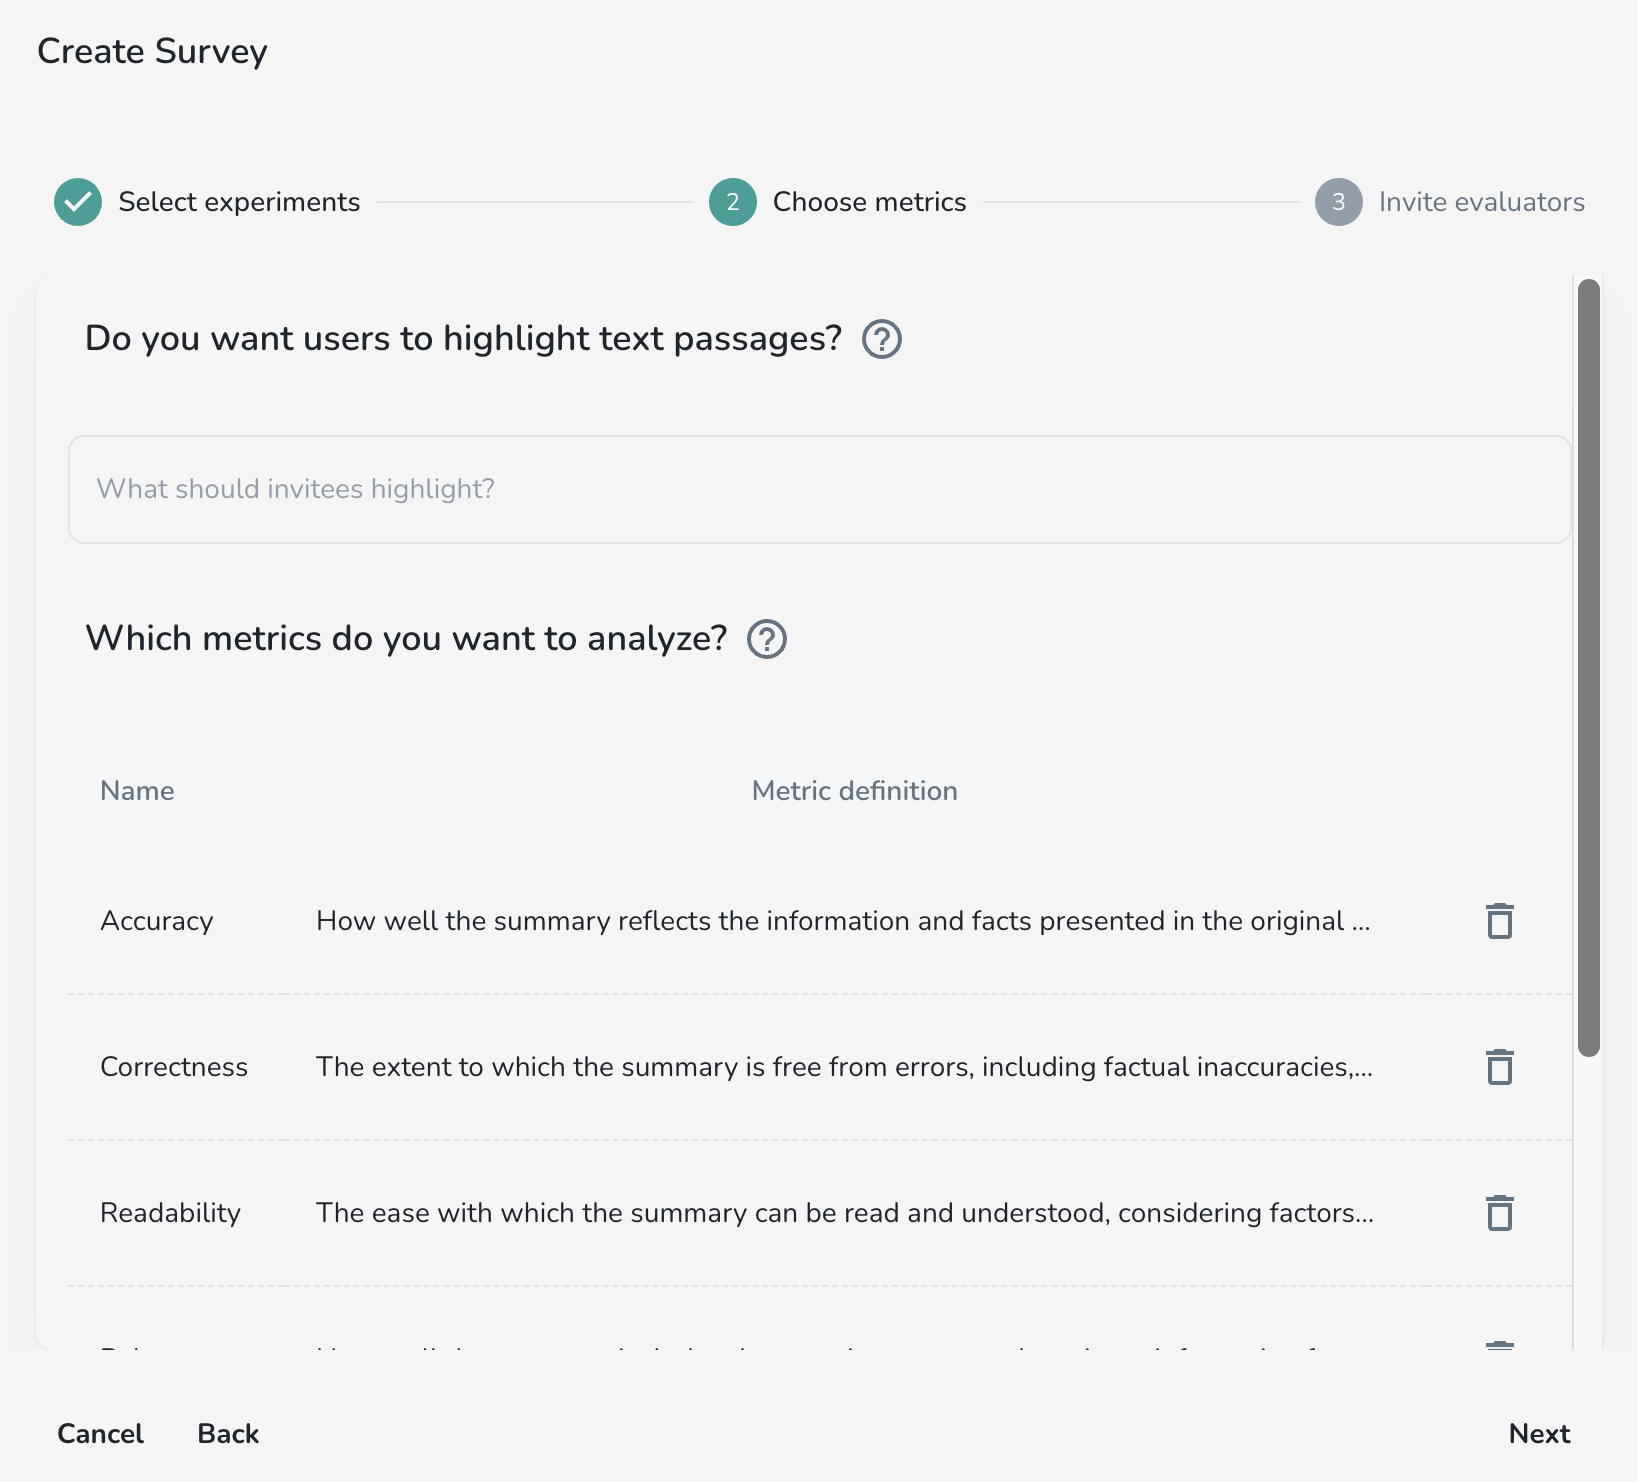 Create Survey
Select experiments
2 Choose metrics
3 Invite evaluators
Do you want users to highlight text passages?
What should invitees highlight?
Which metrics do you want to analyze?
Name Metric definition
Accuracy How well the summary reflects the information and facts presented in the original ...
Correctness The extent to which the summary is free from errors, including factual inaccuracies,...
Readability The ease with which the summary can be read and understood, considering factors...
Cancel Back Next